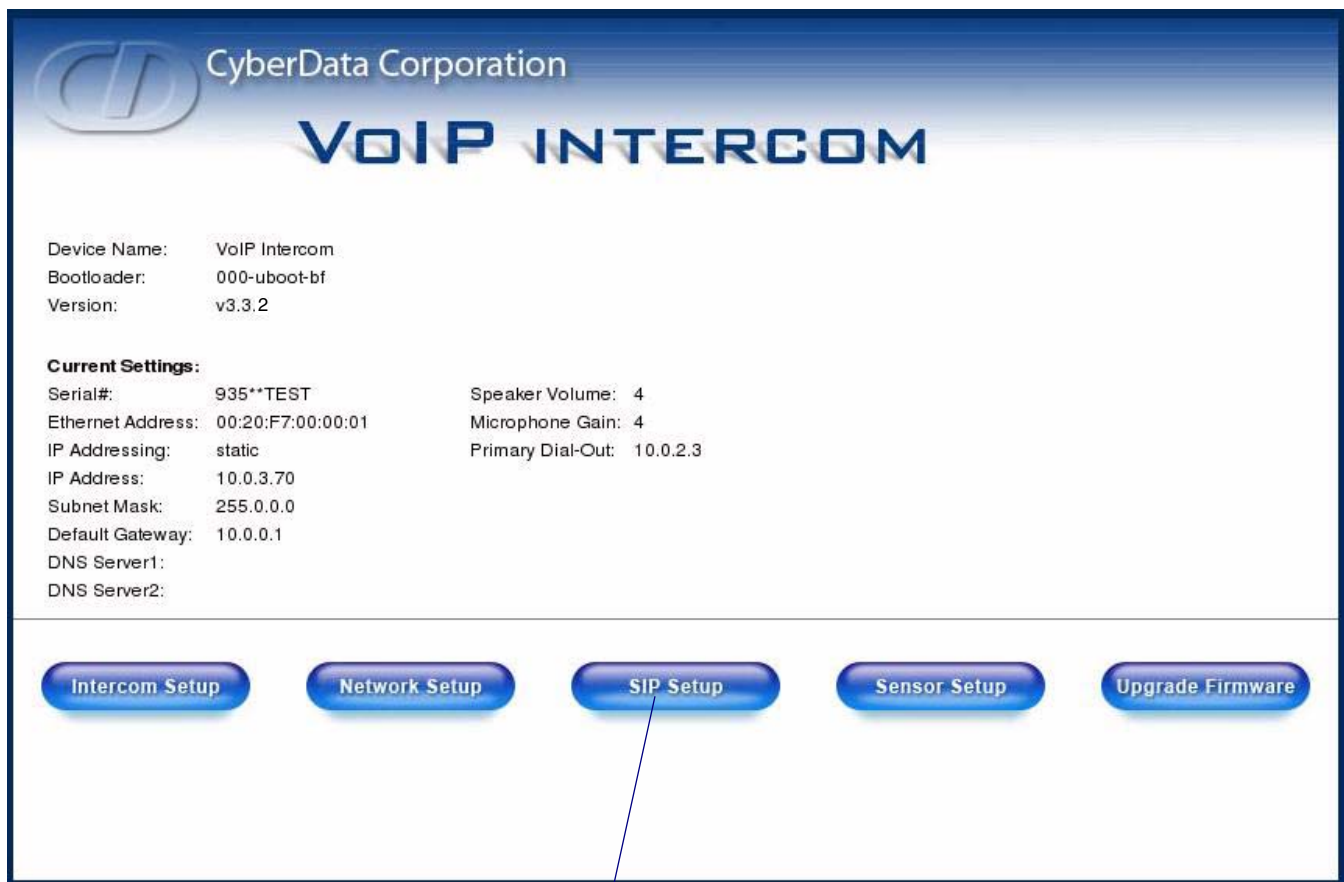 CyberData Corporation
VoIP INTERCOM
Device Name: VoIP Intercom
Bootloader: 000-uboot-bf
Version: v3.3.2
Current Settings:
Serial#: 935**TEST Speaker Volume: 4
Ethernet Address: 00:20:F7:00:00:01 Microphone Gain: 4
IP Addressing: static Primary Dial-Out: 10.0.2.3
IP Address: 10.0.3.70
Subnet Mask: 255.0.0.0
Default Gateway: 10.0.0.1
DNS Server1:
DNS Server2:
Intercom Setup Network Setup SIP Setup Sensor Setup Upgrade Firmware